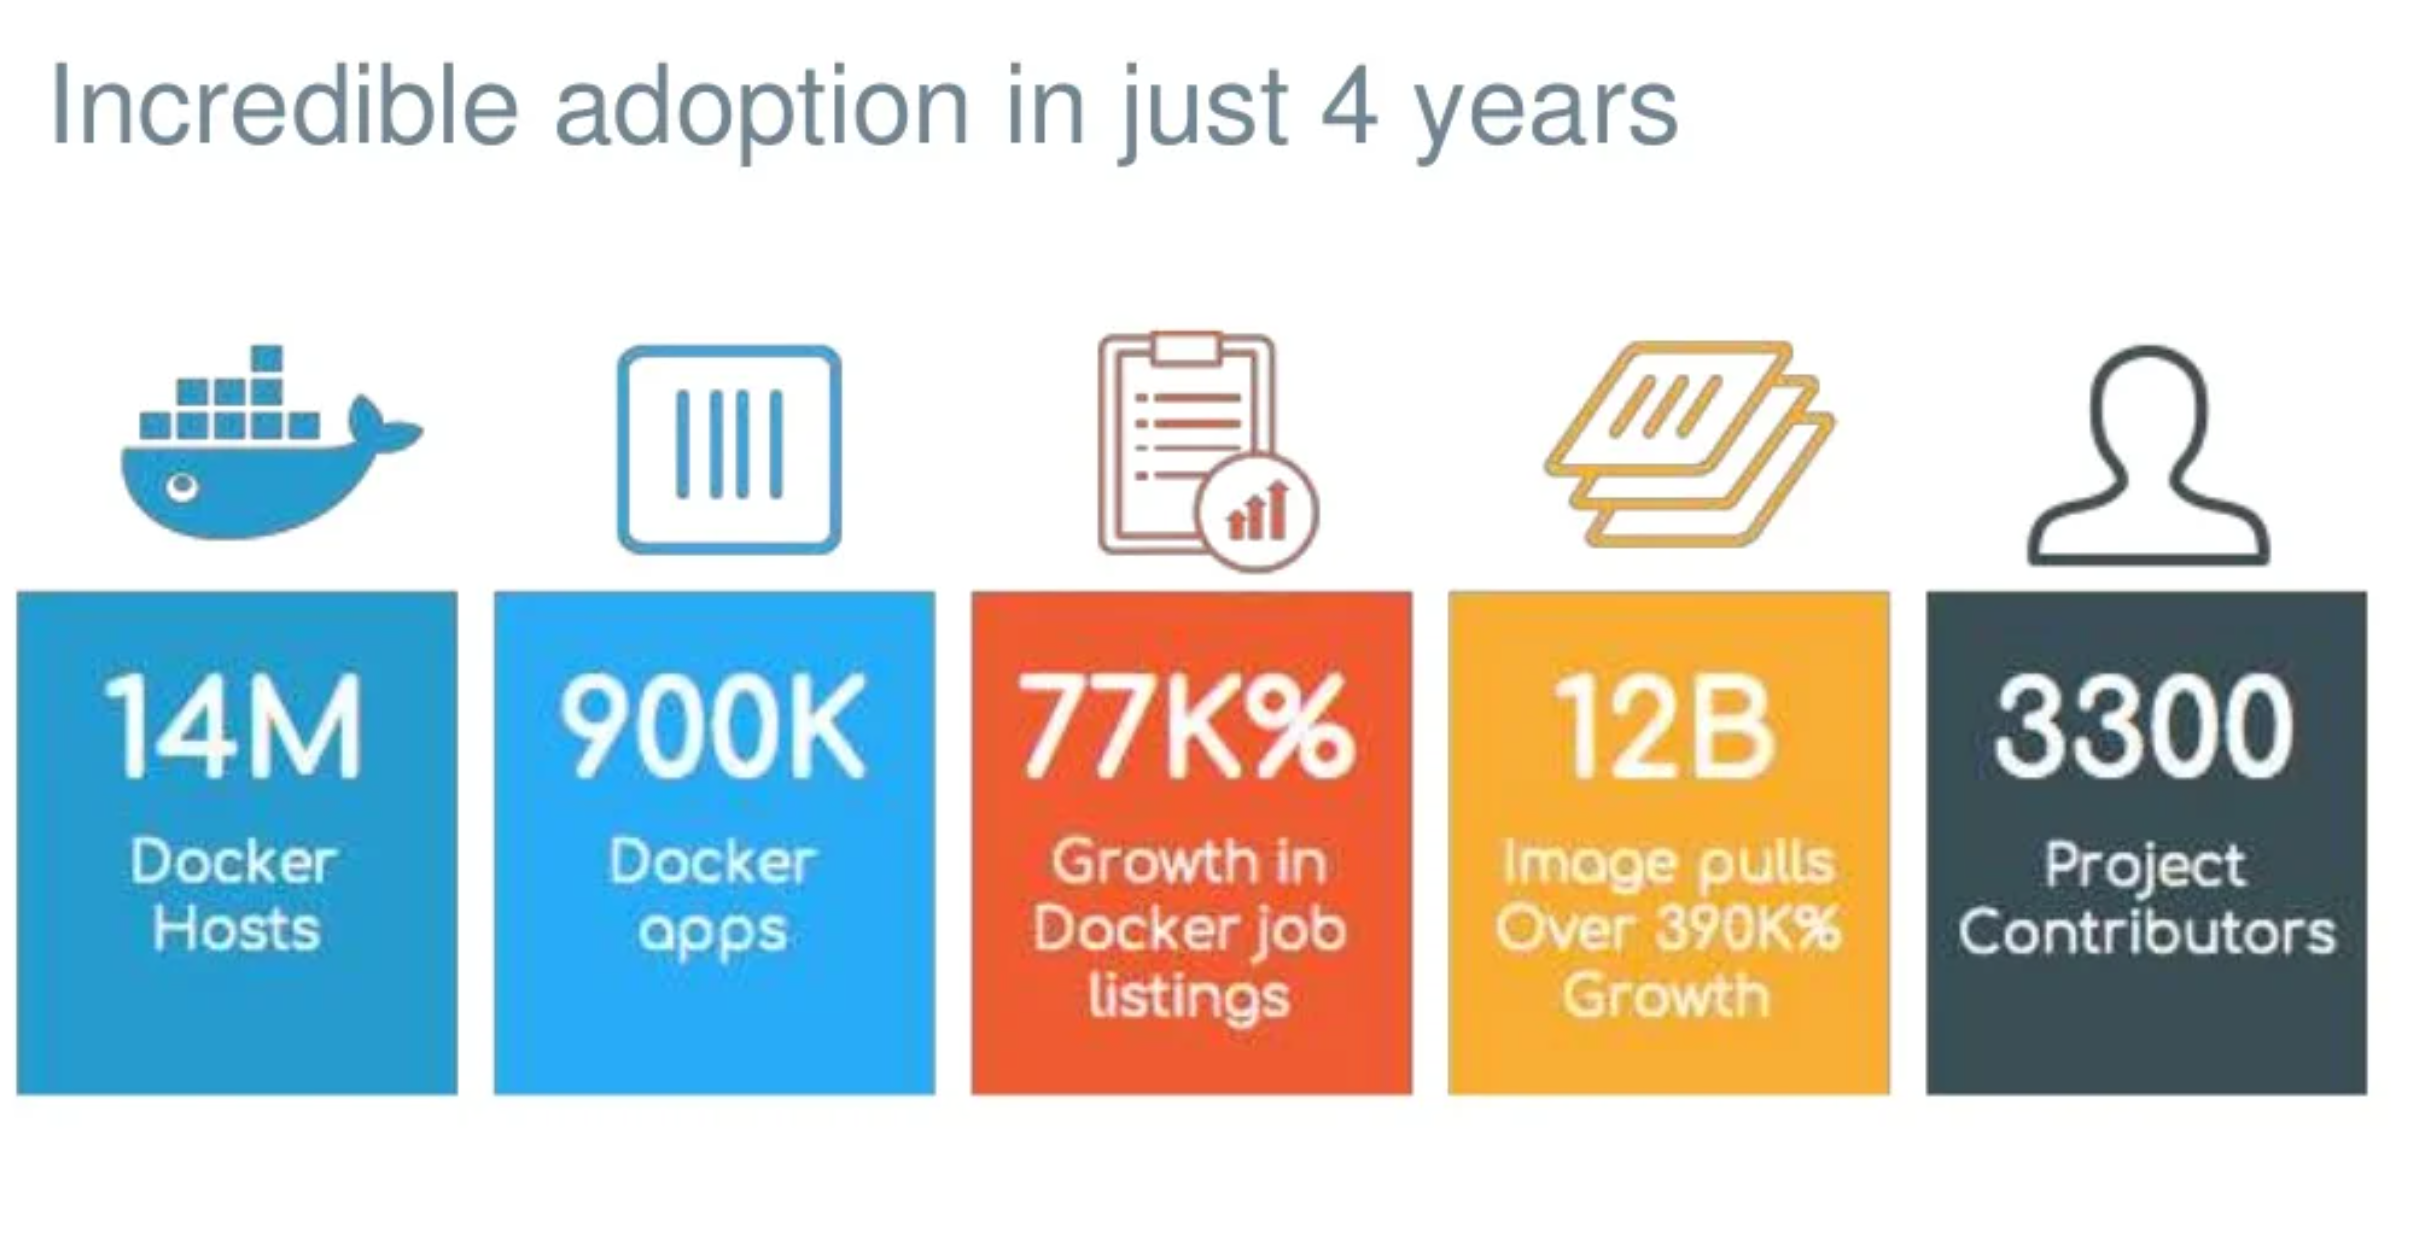 Incredible adoption in just 4 years
14M
Docker
Hosts
900K
Docker
apps
77K%
Growth in
Docker job
listings
12B
Image pulls
Over 390K%
Growth
3300
Project
Contributors